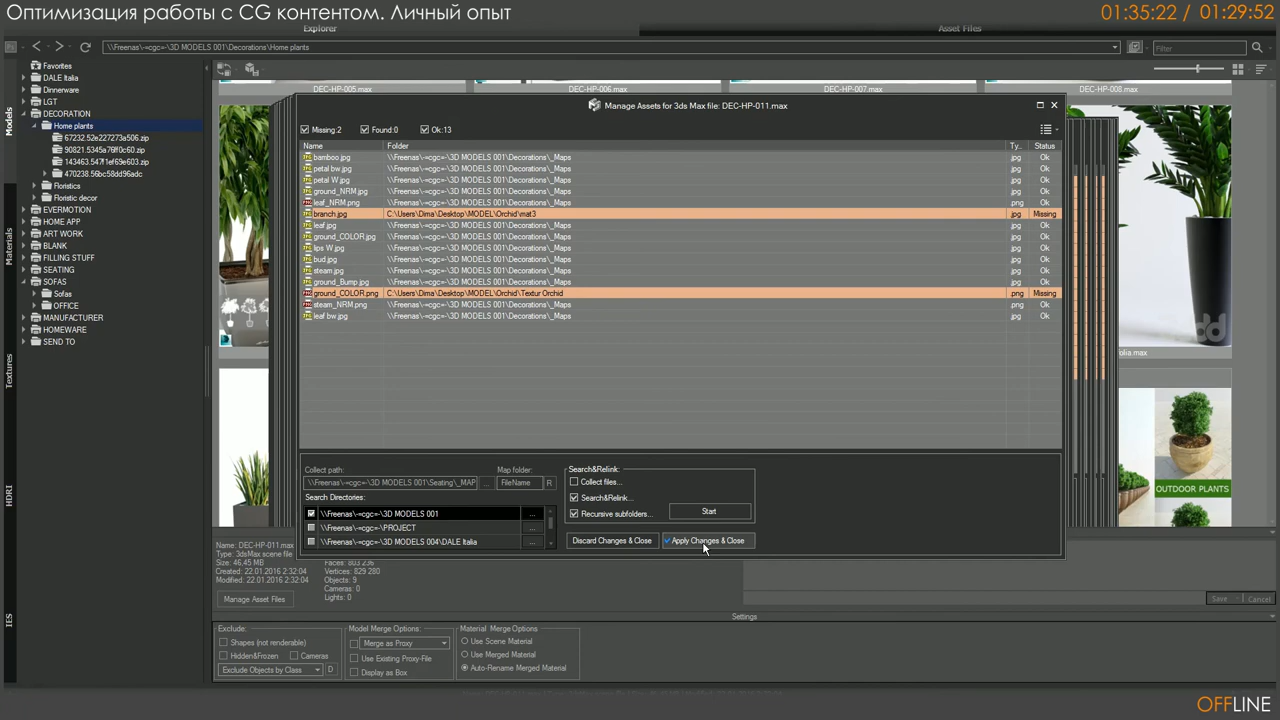 Оптимизация работы с CG контентом. Личный опыт
01:35:22 / 01:29:52
Explorer
Asset Files
\\Freenas\-=cgc=-\3D MODELS 001\Decorations\Home plants
Filter
Models
Materials
Textures
HDRI
IES
Favorites
DALE Italia
Dinnerware
LGT
DECORATION
Home plants
67232.52e227273a506.zip
90821.5345a76f0c60.zip
143463.547f1ef69e603.zip
470238.56bc58dd96adc
Floristics
Floristic decor
EVERMOTION
HOME APP
ART WORK
BLANK
FILLING STUFF
SEATING
SOFAS
Sofas
OFFICE
MANUFACTURER
HOMEWARE
SEND TO
DEC-HP-005.max
DEC-HP-006.max
DEC-HP-007.max
DEC-HP-008.max
Manage Assets for 3ds Max file: DEC-HP-011.max
Missing:2
Found:0
Ok:13
Name Folder Ty... Status
bamboo.jpg \\Freenas\-=cgc=-\3D MODELS 001\Decorations\_Maps .jpg Ok
petal bw.jpg \\Freenas\-=cgc=-\3D MODELS 001\Decorations\_Maps .jpg Ok
petal W.jpg \\Freenas\-=cgc=-\3D MODELS 001\Decorations\_Maps .jpg Ok
ground_NRM.jpg \\Freenas\-=cgc=-\3D MODELS 001\Decorations\_Maps .jpg Ok
leaf_NRM.png \\Freenas\-=cgc=-\3D MODELS 001\Decorations\_Maps .png Ok
branch.jpg C:\Users\Dima\Desktop\MODEL\Orchid\mat3 .jpg Missing
leaf.jpg \\Freenas\-=cgc=-\3D MODELS 001\Decorations\_Maps .jpg Ok
ground_COLOR.jpg \\Freenas\-=cgc=-\3D MODELS 001\Decorations\_Maps .jpg Ok
lips W.jpg \\Freenas\-=cgc=-\3D MODELS 001\Decorations\_Maps .jpg Ok
bud.jpg \\Freenas\-=cgc=-\3D MODELS 001\Decorations\_Maps .jpg Ok
steam.jpg \\Freenas\-=cgc=-\3D MODELS 001\Decorations\_Maps .jpg Ok
ground_Bump.jpg \\Freenas\-=cgc=-\3D MODELS 001\Decorations\_Maps .jpg Ok
ground_COLOR.png C:\Users\Dima\Desktop\MODEL\Orchid\Textur Orchid .png Missing
steam_NRM.png \\Freenas\-=cgc=-\3D MODELS 001\Decorations\_Maps .png Ok
leaf bw.jpg \\Freenas\-=cgc=-\3D MODELS 001\Decorations\_Maps .jpg Ok
folia.max
OUTDOOR PLANTS
Collect path:
Map folder:
\\Freenas\-=cgc=-\3D MODELS 001\Seating\_MAP ... FileName R
Search Directories:
\\Freenas\-=cgc=-\3D MODELS 001 ...
\\Freenas\-=cgc=-\PROJECT ...
\\Freenas\-=cgc=-\3D MODELS 004\DALE Italia ...
Search&Relink:
Collect files...
Search&Relink...
Recursive subfolders...
Start
Discard Changes & Close
Apply Changes & Close
Name: DEC-HP-011.max
Type: 3dsMax scene file
Size: 46,45 MB
Created: 22.01.2016 2:32:04
Modified: 22.01.2016 2:32:04
Manage Asset Files
Faces: 803 236
Vertices: 829 280
Objects: 9
Cameras: 0
Lights: 0
Save
Cancel
Settings
Exclude:
Shapes (not renderable)
Hidden&Frozen
Cameras
Exclude Objects by Class
D
Model Merge Options:
Merge as Proxy
Use Existing Proxy-File
Display as Box
Material Merge Options
Use Scene Material
Use Merged Material
Auto-Rename Merged Material
OFFLINE